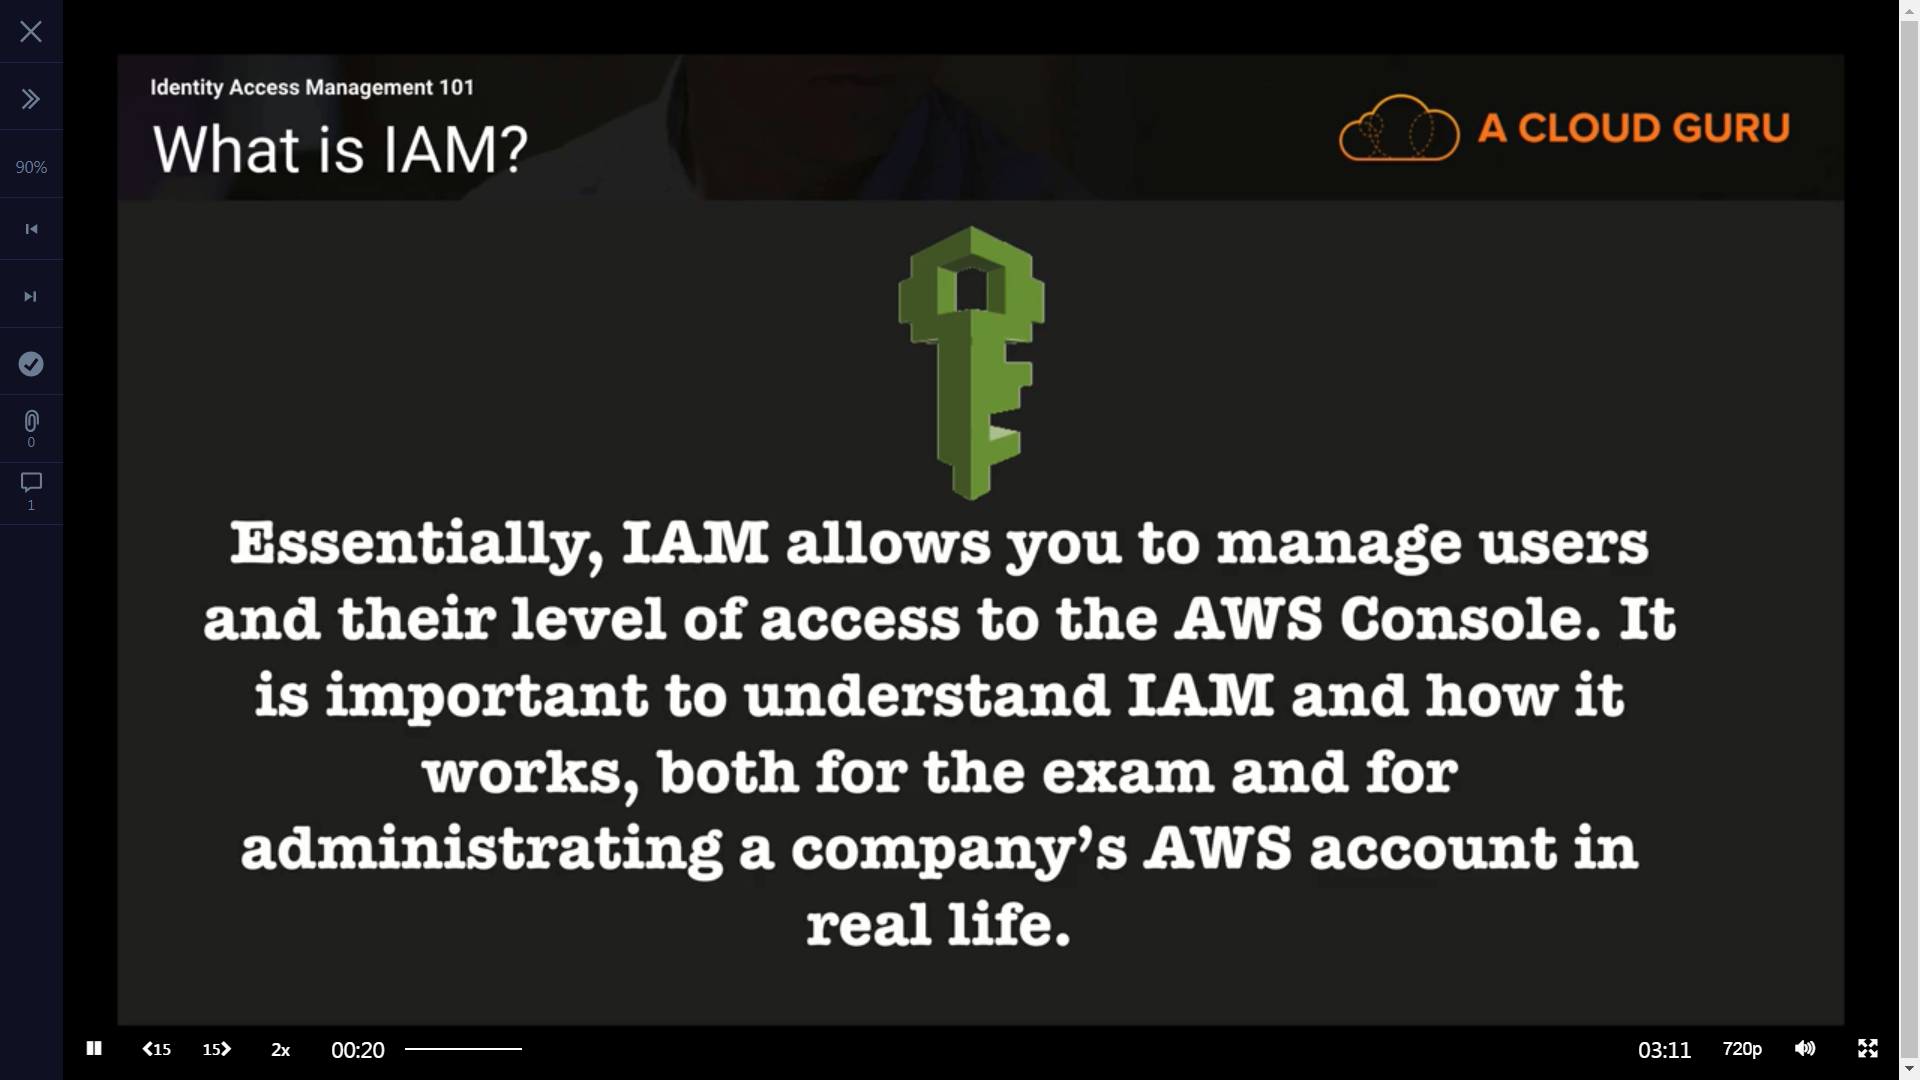 Identity Access Management 101
What is IAM?
A CLOUD GURU
90%
0
1
Essentially, IAM allows you to manage users
and their level of access to the AWS Console. It
is important to understand IAM and how it
works, both for the exam and for
administrating a company’s AWS account in
real life.
15
15
2x
00:20
03:11
720p